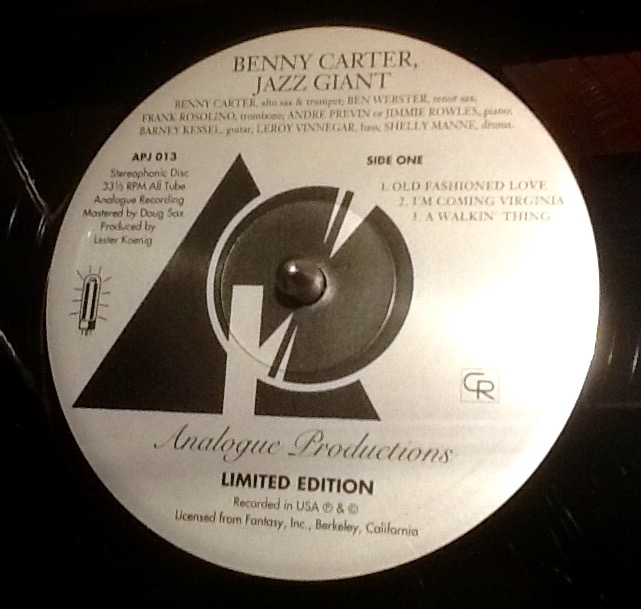 BENNY CARTER,
JAZZ GIANT
BENNY CARTER, alto sax & trumpet; BEN WEBSTER, tenor sax;
FRANK ROSOLINO, trombone; ANDRE PREVIN or JIMMIE ROWLES, piano;
BARNEY KESSEL, guitar; LEROY VINNEGAR, bass; SHELLY MANNE, drums.
APJ 013
Stereophonic Disc
33⅓ RPM All Tube
Analogue Recording
Mastered by Doug Sax
Produced by
Lester Koenig
SIDE ONE
1. OLD FASHIONED LOVE
2. I'M COMING VIRGINIA
3. A WALKIN' THING
CR
Analogue Productions
LIMITED EDITION
Recorded in USA ℗ & ©
Licensed from Fantasy, Inc., Berkeley, California